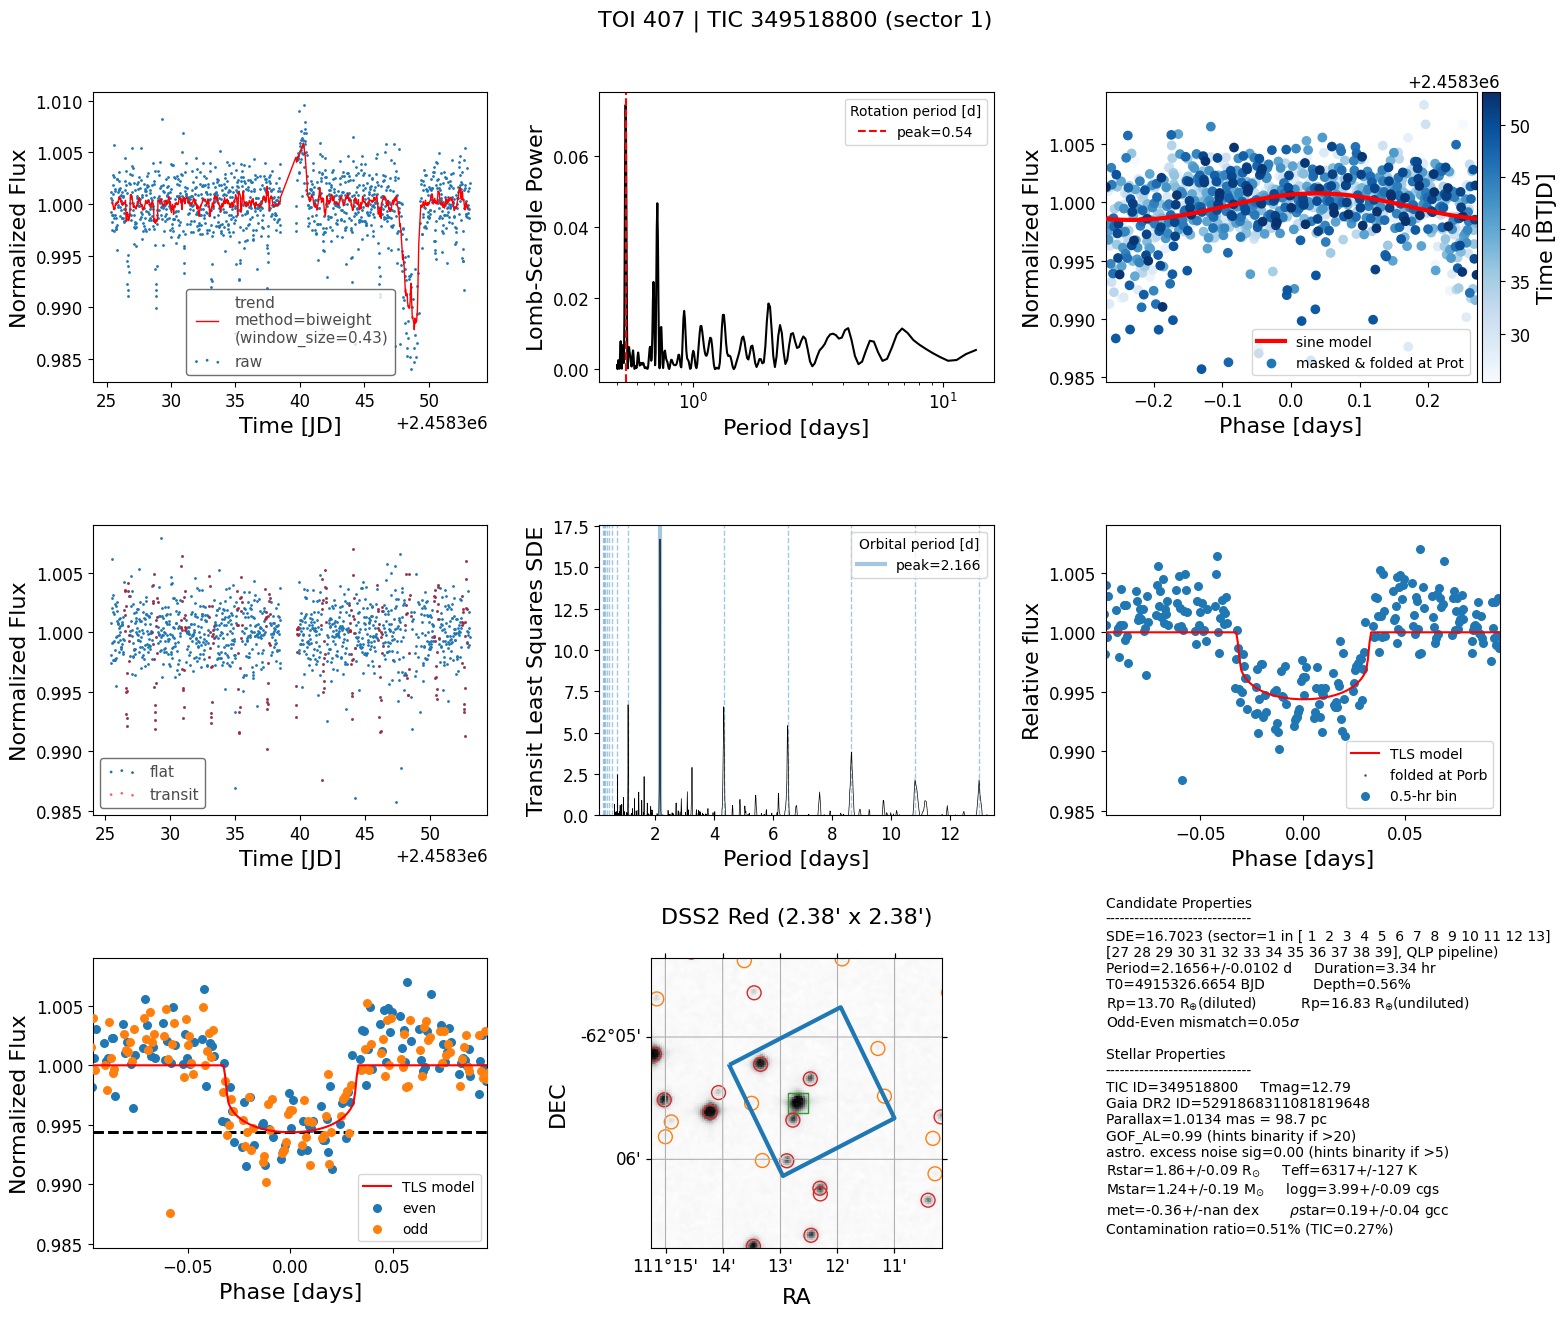 TOI 407 | TIC 349518800 (sector 1)
Normalized Flux
1.010
1.005
1.000
0.995
0.990
0.985
trend
method=biweight
(window_size=0.43)
raw
25 30 35 40 45 50
Time [JD]
+2.4583e6
Lomb-Scargle Power
0.06
0.04
0.02
0.00
Rotation period [d]
peak=0.54
10^0 10^1
Period [days]
Normalized Flux
1.005
1.000
0.995
0.990
0.985
sine model
masked & folded at Prot
−0.2 −0.1 0.0 0.1 0.2
Phase [days]
+2.4583e6
50
45
40
35
30
Time [BTJD]
Normalized Flux
1.005
1.000
0.995
0.990
0.985
flat
transit
25 30 35 40 45 50
Time [JD]
+2.4583e6
Transit Least Squares SDE
17.5
15.0
12.5
10.0
7.5
5.0
2.5
0.0
Orbital period [d]
peak=2.166
2 4 6 8 10 12
Period [days]
Relative flux
1.005
1.000
0.995
0.990
0.985
TLS model
folded at Porb
0.5-hr bin
−0.05 0.00 0.05
Phase [days]
Normalized Flux
1.005
1.000
0.995
0.990
0.985
TLS model
even
odd
−0.05 0.00 0.05
Phase [days]
DSS2 Red (2.38' x 2.38')
DEC
-62°05'
06'
111°15' 14' 13' 12' 11'
RA
Candidate Properties
-------------------------------
SDE=16.7023 (sector=1 in [ 1 2 3 4 5 6 7 8 9 10 11 12 13]
[27 28 29 30 31 32 33 34 35 36 37 38 39], QLP pipeline)
Period=2.1656+/-0.0102 d Duration=3.34 hr
T0=4915326.6654 BJD Depth=0.56%
Rp=13.70 R⊕(diluted) Rp=16.83 R⊕(undiluted)
Odd-Even mismatch=0.05σ
Stellar Properties
-------------------------------
TIC ID=349518800 Tmag=12.79
Gaia DR2 ID=5291868311081819648
Parallax=1.0134 mas = 98.7 pc
GOF_AL=0.99 (hints binarity if >20)
astro. excess noise sig=0.00 (hints binarity if >5)
Rstar=1.86+/-0.09 R⊙ Teff=6317+/-127 K
Mstar=1.24+/-0.19 M⊙ logg=3.99+/-0.09 cgs
met=-0.36+/-nan dex ρstar=0.19+/-0.04 gcc
Contamination ratio=0.51% (TIC=0.27%)